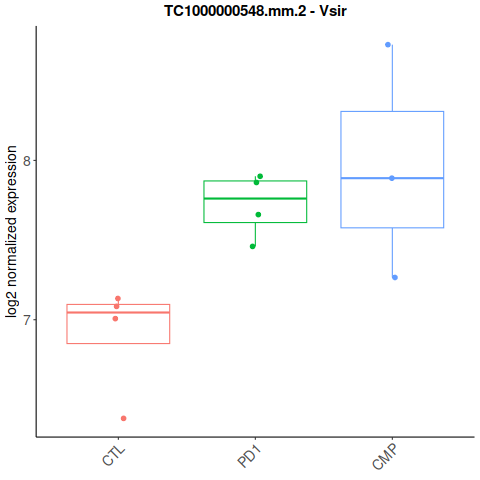 TC1000000548.mm.2 - Vsir
log2 normalized expression
8
7
CTL
PD1
CMP